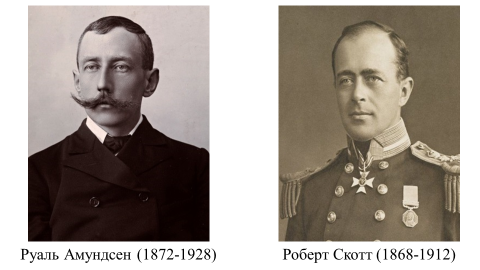 Руаль Амундсен (1872-1928)
Роберт Скотт (1868-1912)